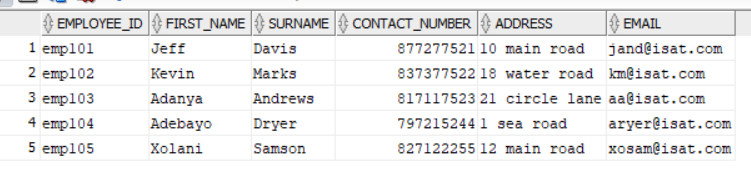 EMPLOYEE_ID FIRST_NAME SURNAME CONTACT_NUMBER ADDRESS EMAIL
1 emp101 Jeff Davis 877277521 10 main road jand@isat.com
2 emp102 Kevin Marks 837377522 18 water road km@isat.com
3 emp103 Adanya Andrews 817117523 21 circle lane aa@isat.com
4 emp104 Adebayo Dryer 797215244 1 sea road aryer@isat.com
5 emp105 Xolani Samson 827122255 12 main road xosam@isat.com